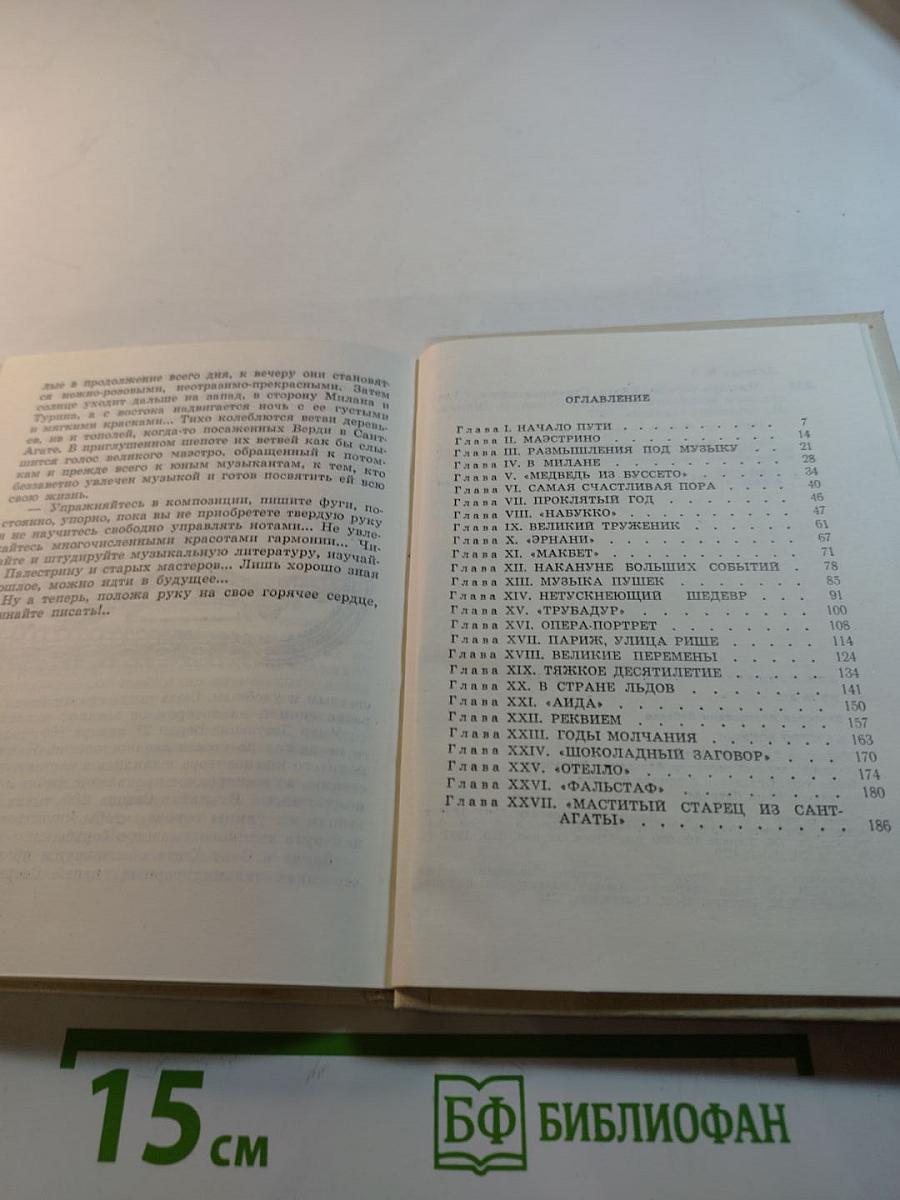 лые в продолжение всего дня, к вечеру они становят-
ся нежно-розовыми, неотразимо-прекрасными. Затем
солнце уходит дальше на запад, в сторону Милана и
Турина, а с востока надвигается ночь с ее густыми
и мягкими красками... Тихо колеблются ветви деревь-
ев, ив и тополей, когда-то посаженных Верди в Сант-
Агате. В приглушенном шепоте их ветвей как бы слы-
шится голос великого маэстро, обращенный к потом-
кам и прежде всего к юным музыкантам, к тем, кто
беззаветно увлечен музыкой и готов посвятить ей всю
свою жизнь.
— Упражняйтесь в композиции, пишите фуги, по-
стоянно, упорно, пока вы не приобретете твердую руку
и не научитесь свободно управлять нотами... Не увле-
кайтесь многочисленными красотами гармонии... Чи-
айте и штудируйте музыкальную литературу, изучай-
Палестрину и старых мастеров... Лишь хорошо зная
ошлое, можно идти в будущее...
Ну а теперь, положа руку на свое горячее сердце,
инайте писать!..
ОГЛАВЛЕНИЕ
Глава I. НАЧАЛО ПУТИ . . . . . . . . . . . 7
Глава II. МАЭСТРИНО . . . . . . . . . . . 14
Глава III. РАЗМЫШЛЕНИЯ ПОД МУЗЫКУ . . . 21
Глава IV. В МИЛАНЕ . . . . . . . . . . . 28
Глава V. «МЕДВЕДЬ ИЗ БУССЕТО» . . . . . . 34
Глава VI. САМАЯ СЧАСТЛИВАЯ ПОРА . . . . 40
Глава VII. ПРОКЛЯТЫЙ ГОД . . . . . . . . 46
Глава VIII. «НАБУККО» . . . . . . . . . . 47
Глава IX. ВЕЛИКИЙ ТРУЖЕНИК . . . . . . . 61
Глава X. «ЭРНАНИ» . . . . . . . . . . . 67
Глава XI. «МАКБЕТ» . . . . . . . . . . . 71
Глава XII. НАКАНУНЕ БОЛЬШИХ СОБЫТИЙ . 78
Глава XIII. МУЗЫКА ПУШЕК . . . . . . . . 85
Глава XIV. НЕТУСКНЕЮЩИЙ ШЕДЕВР . . . 91
Глава XV. «ТРУБАДУР» . . . . . . . . . . 100
Глава XVI. ОПЕРА-ПОРТРЕТ . . . . . . . . 108
Глава XVII. ПАРИЖ, УЛИЦА РИШЕ . . . . . 114
Глава XVIII. ВЕЛИКИЕ ПЕРЕМЕНЫ . . . . . 124
Глава XIX. ТЯЖКОЕ ДЕСЯТИЛЕТИЕ . . . . . 134
Глава XX. В СТРАНЕ ЛЬДОВ . . . . . . . 141
Глава XXI. «АИДА» . . . . . . . . . . . 150
Глава XXII. РЕКВИЕМ . . . . . . . . . . 157
Глава XXIII. ГОДЫ МОЛЧАНИЯ . . . . . . . 163
Глава XXIV. «ШОКОЛАДНЫЙ ЗАГОВОР» . . . 170
Глава XXV. «ОТЕЛЛО» . . . . . . . . . . 174
Глава XXVI. «ФАЛЬСТАФ» . . . . . . . . 180
Глава XXVII. «МАСТИТЫЙ СТАРЕЦ ИЗ САНТ-
АГАТЫ» . . . . . . . . . . . 186
15 см
БФ БИБЛИОФАН